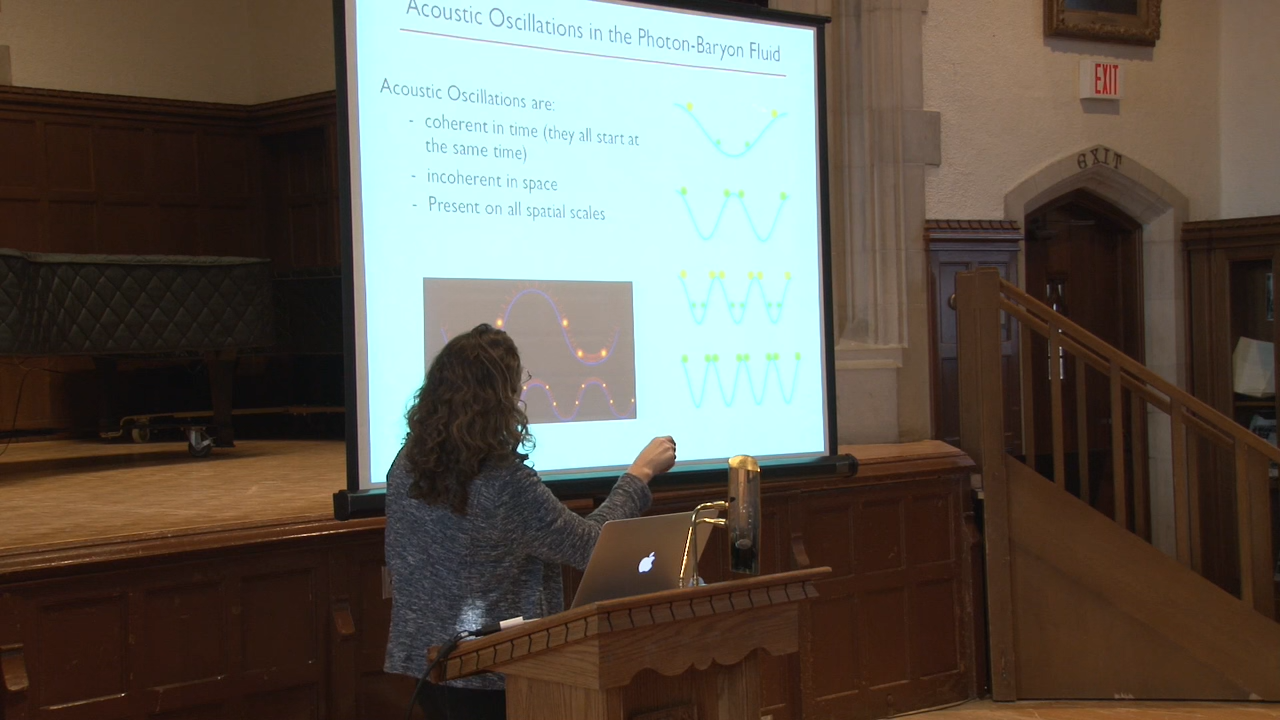 Acoustic Oscillations in the Photon-Baryon Fluid
Acoustic Oscillations are:
- coherent in time (they all start at
the same time)
- incoherent in space
- Present on all spatial scales
EXIT
EXIT